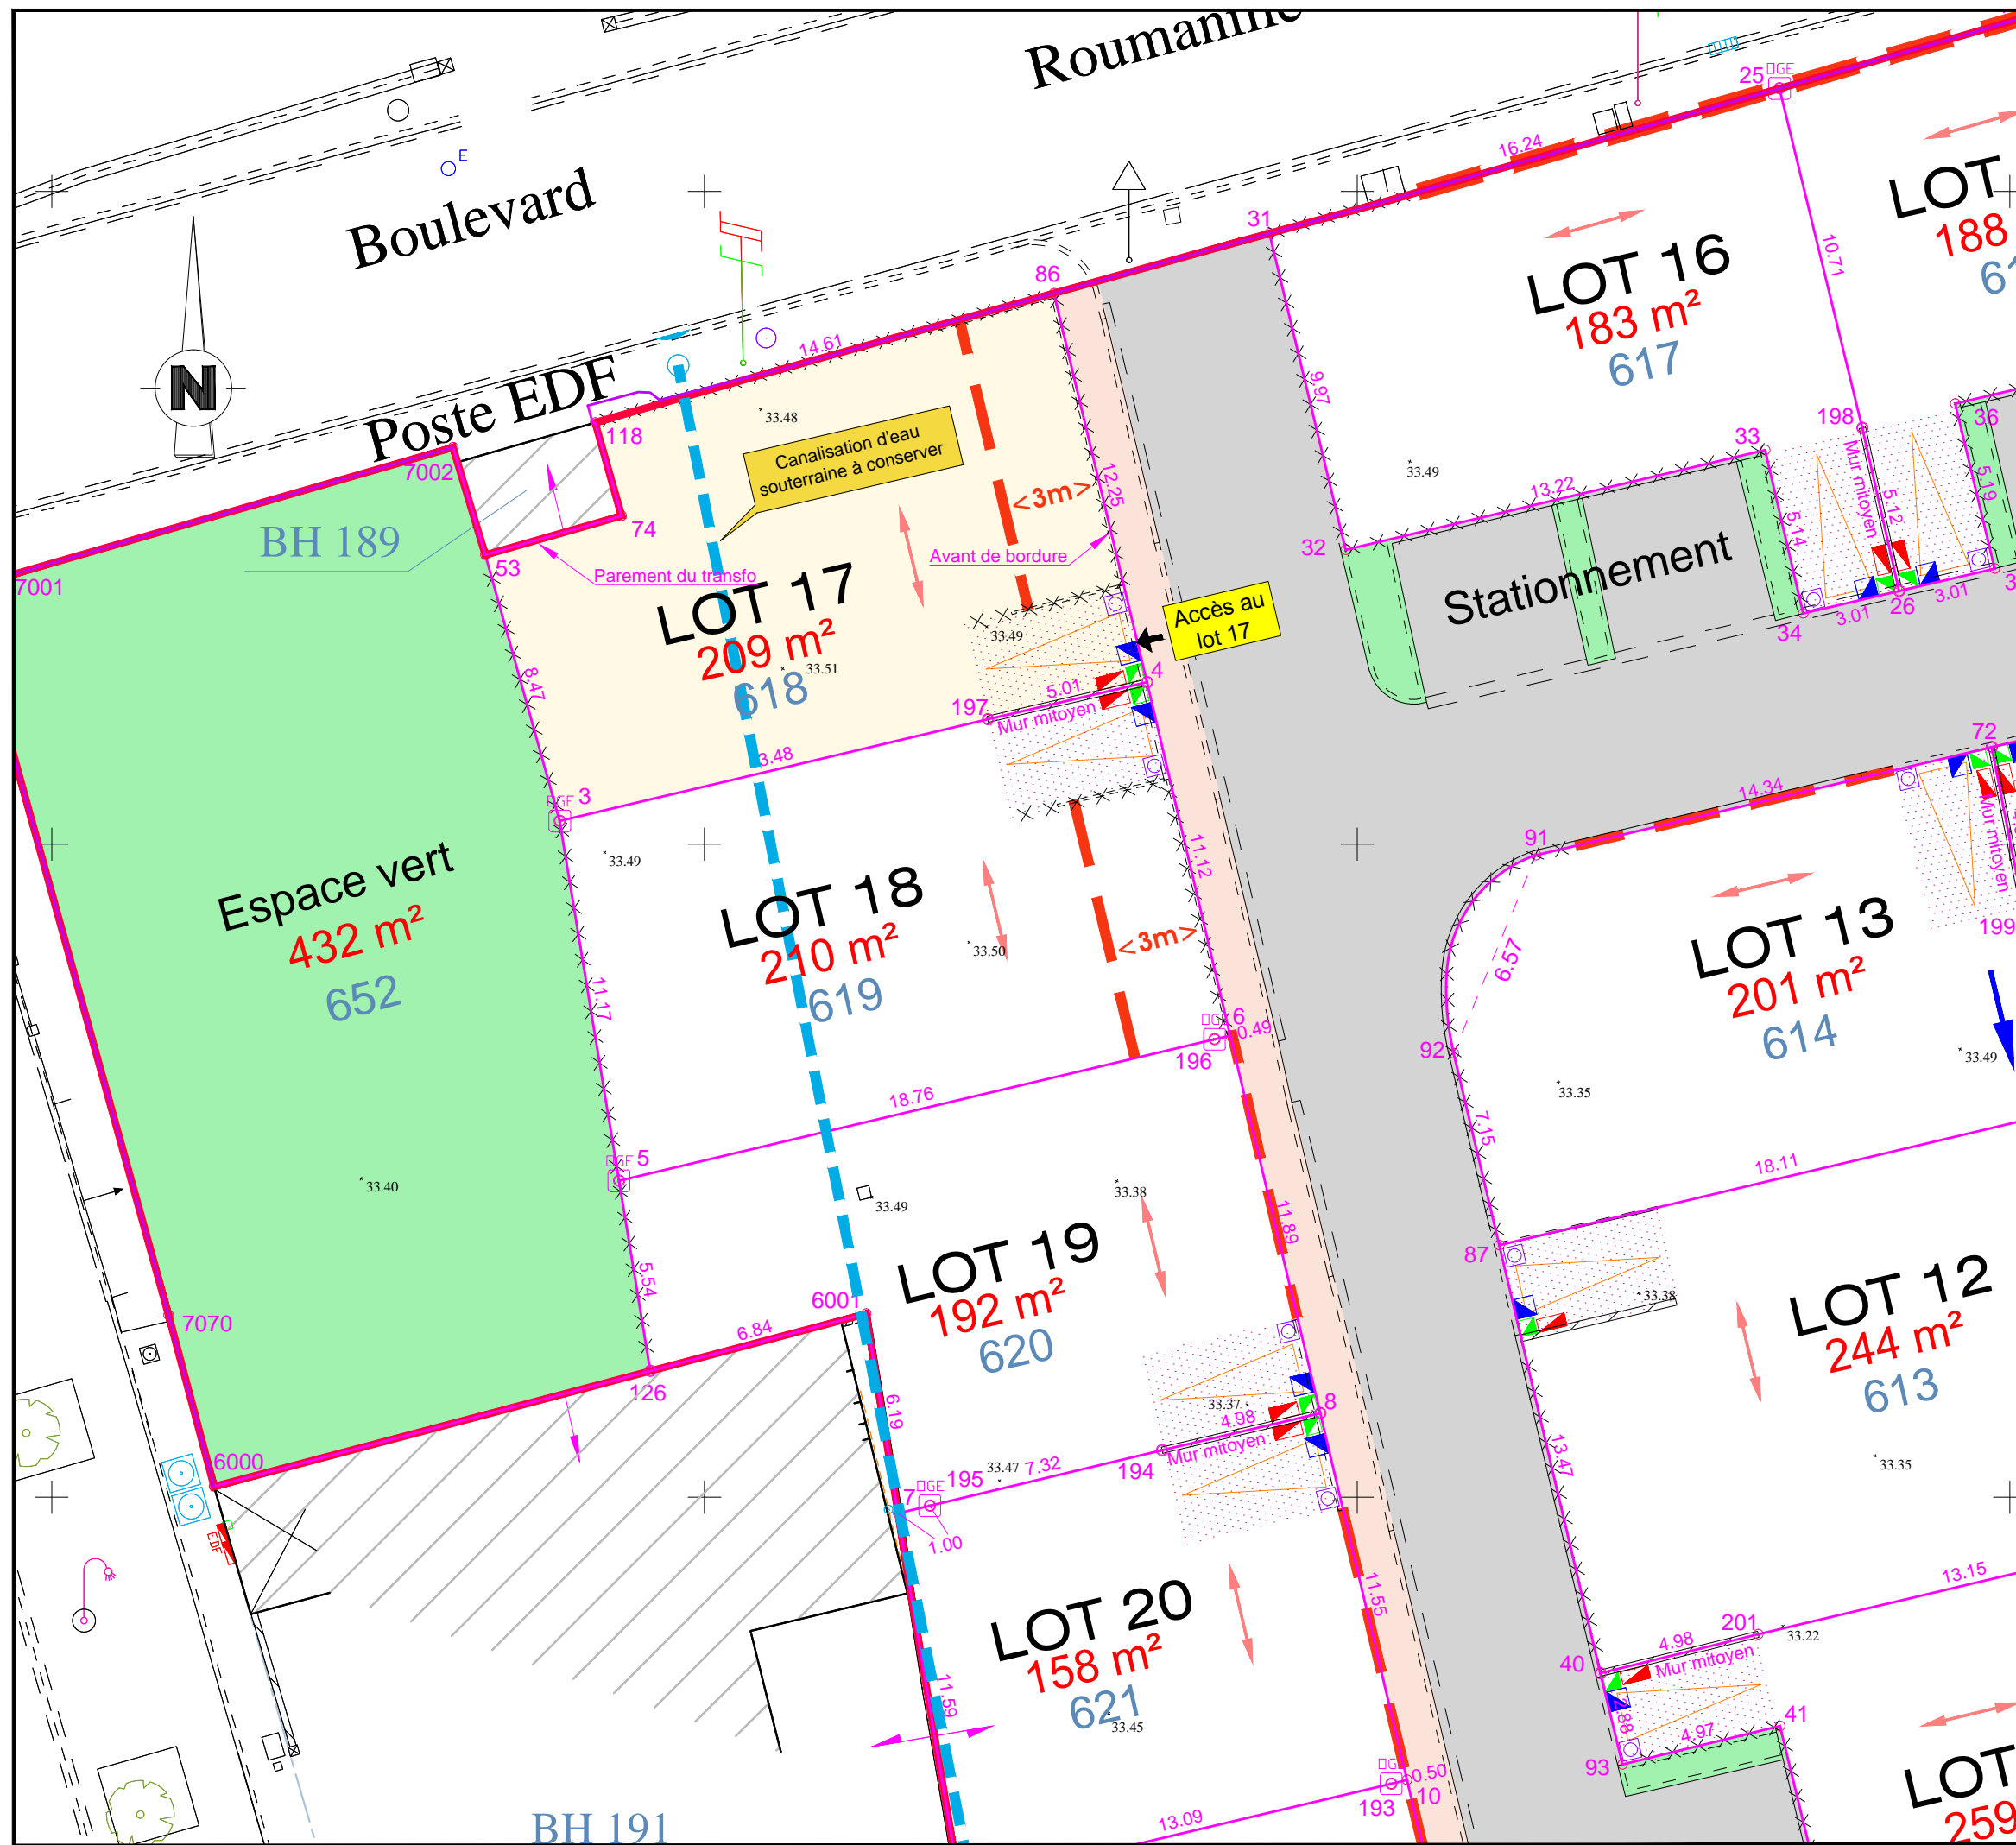 Boulevard
E
N
Poste EDF
7002
118
74
53
BH 189
7001
Parement du transfo
14.61
86
31
16.24
25
GE
33.48
Canalisation d'eau
souterraine à conserver
<3m>
12.25
Avant de bordure
LOT 17
209 m²
618
33.51
33.49
Accès au
lot 17
8.47
197
5.01
4
Mur mitoyen
3.48
GE
3
LOT 16
183 m²
617
9.97
33.49
32
13.22
33
Stationnement
5.14
34
3.01
26
3.01
10.71
198
Mur mitoyen
5.12
36
5.19
LOT
188
Espace vert
432 m²
652
33.40
33.49
LOT 18
210 m²
619
33.50
<3m>
11.12
11.17
6
0.49
196
18.76
GE
5
72
14.34
91
6.57
92
7.15
Mur mitoyen
199
LOT 13
201 m²
614
33.35
33.49
18.11
87
33.38
LOT 12
244 m²
613
33.35
13.47
33.49
33.38
LOT 19
192 m²
620
11.89
5.54
6001
6.84
126
7070
6000
EDF
6.19
33.37
4.98
8
Mur mitoyen
194
7.32
33.47
195
GE
7
1.00
LOT 20
158 m²
621
33.45
11.55
11.59
0.50
10
193
13.09
BH 191
13.15
201
33.22
4.98
40
Mur mitoyen
4.97
41
93
LOT
259